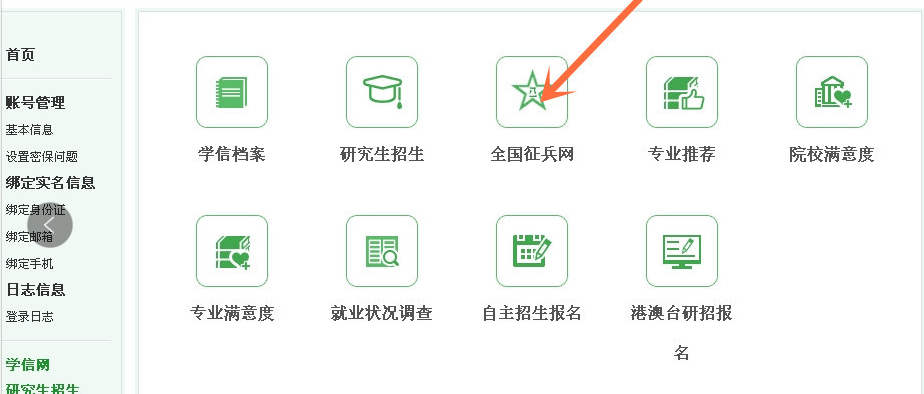 首页
账号管理
基本信息
设置密保问题
绑定实名信息
绑定身份证
绑定邮箱
绑定手机
日志信息
登录日志
学信网
研究生招生
学信档案
研究生招生
全国征兵网
专业推荐
院校满意度
专业满意度
就业状况调查
自主招生报名
港澳台研招报
名